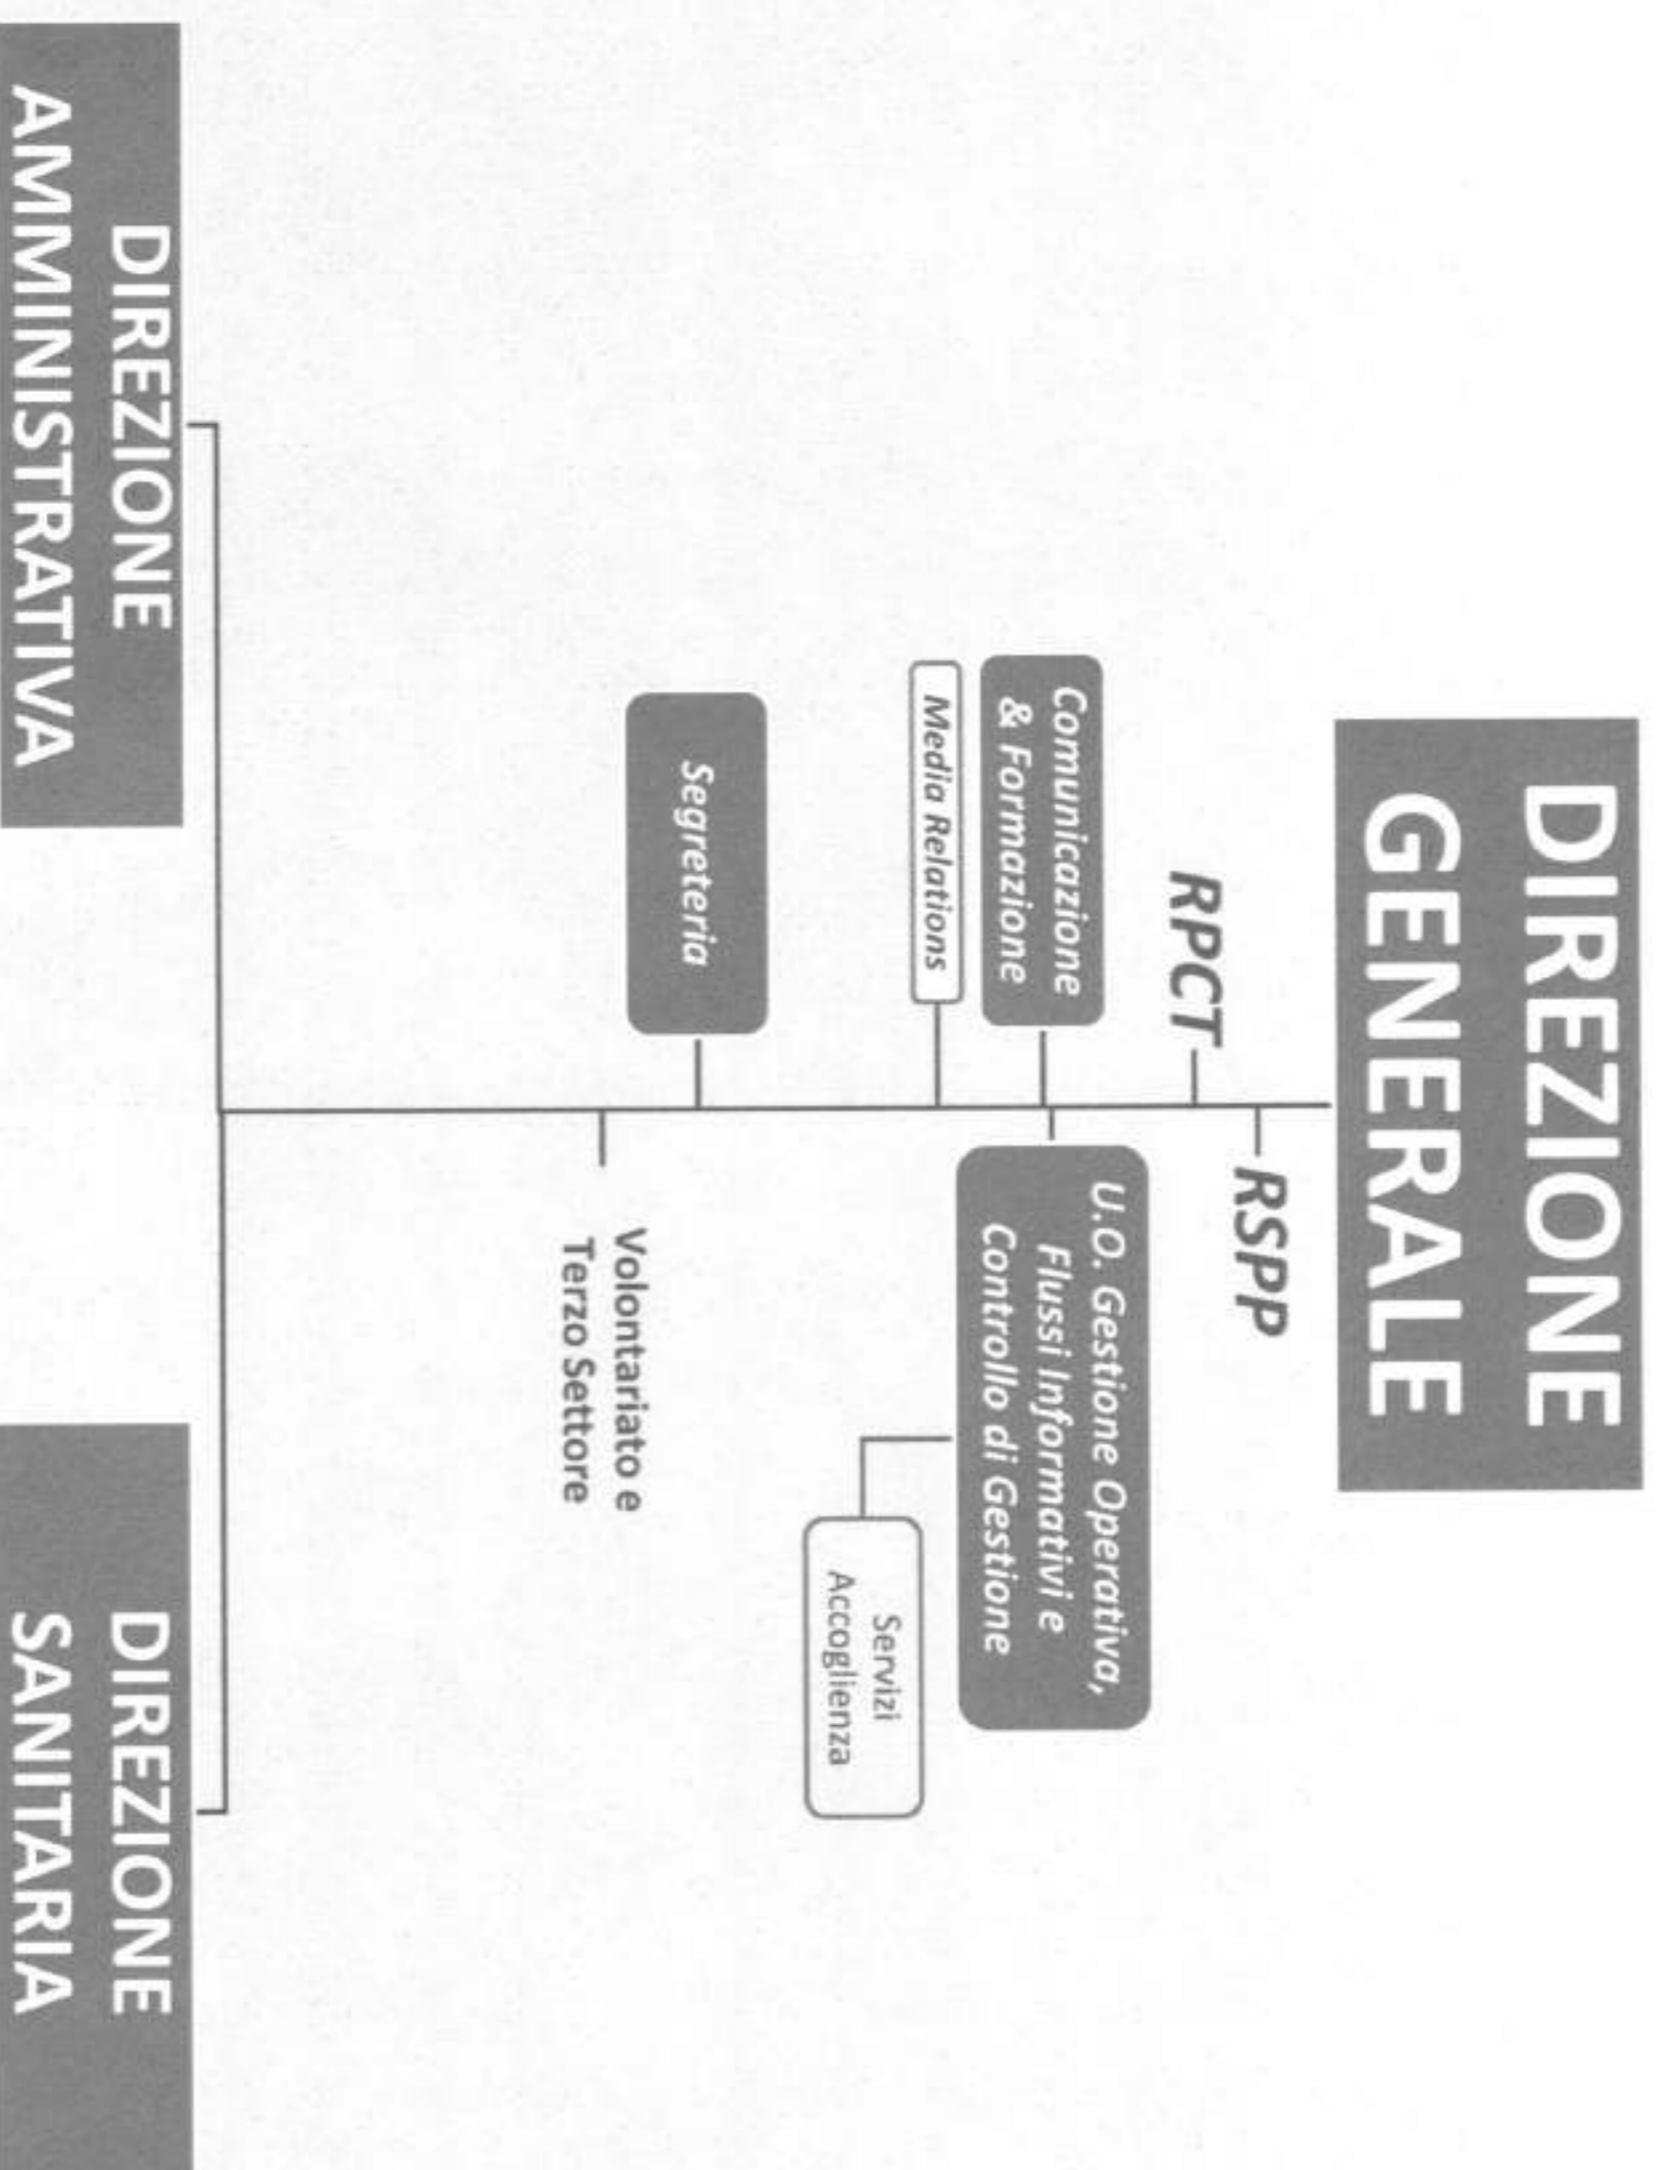 DIREZIONE
GENERALE
RSPP
RPCT
Comunicazione
& Formazione
U.O. Gestione Operativa,
Flussi Informativi e
Controllo di Gestione
Media Relations
Servizi
Accoglienza
Segreteria
Volontariato e
Terzo Settore
DIREZIONE
AMMINISTRATIVA
DIREZIONE
SANITARIA